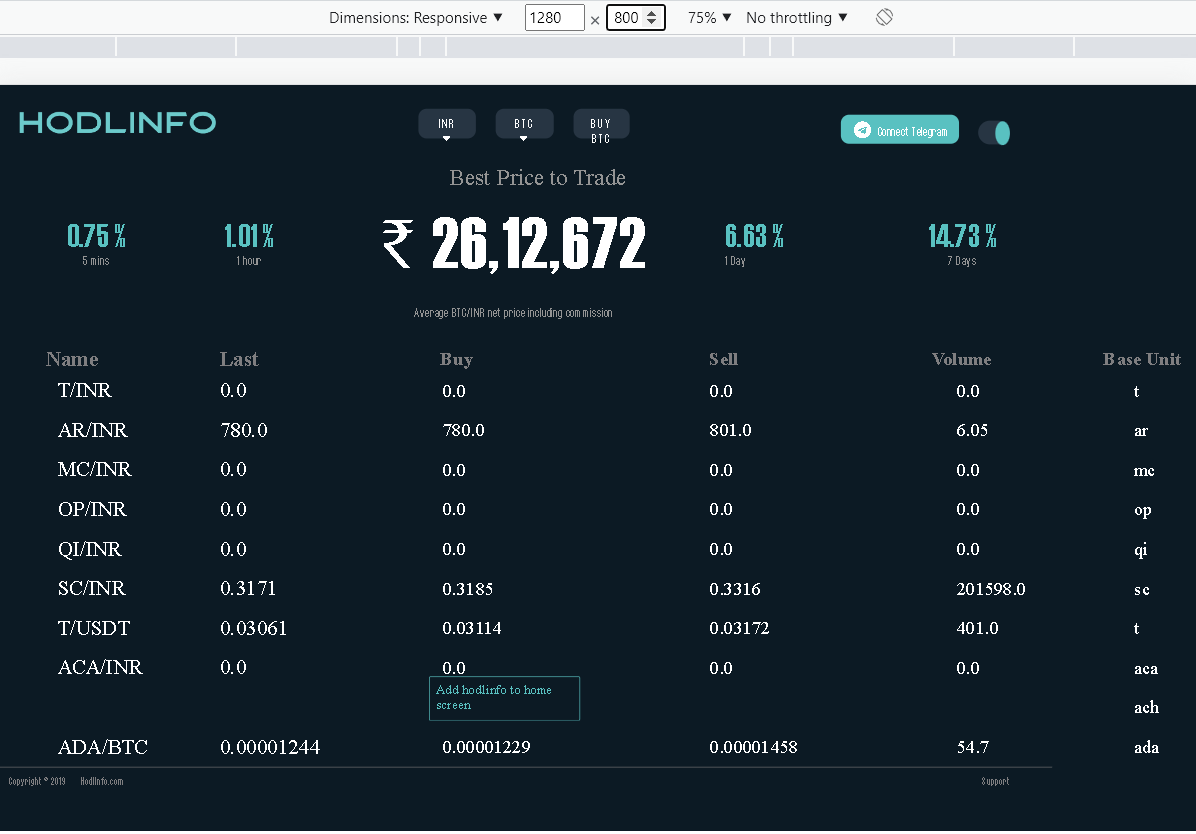 Dimensions: Responsive ▼ 1280 × 800 75% ▼ No throttling ▼
HODLINFO
INR
BTC
BUY
BTC
Connect Telegram
Best Price to Trade
0.75 %
5 mins
1.01 %
1 hour
₹ 26,12,672
6.63 %
1 Day
14.73 %
7 Days
Average BTC/INR net price including commission
Name Last Buy Sell Volume Base Unit
T/INR 0.0 0.0 0.0 0.0 t
AR/INR 780.0 780.0 801.0 6.05 ar
MC/INR 0.0 0.0 0.0 0.0 mc
OP/INR 0.0 0.0 0.0 0.0 op
QI/INR 0.0 0.0 0.0 0.0 qi
SC/INR 0.3171 0.3185 0.3316 201598.0 sc
T/USDT 0.03061 0.03114 0.03172 401.0 t
ACA/INR 0.0 0.0 0.0 0.0 aca
Add hodlinfo to home
screen
ach
ADA/BTC 0.00001244 0.00001229 0.00001458 54.7 ada
Copyright © 2019 HodlInfo.com Support